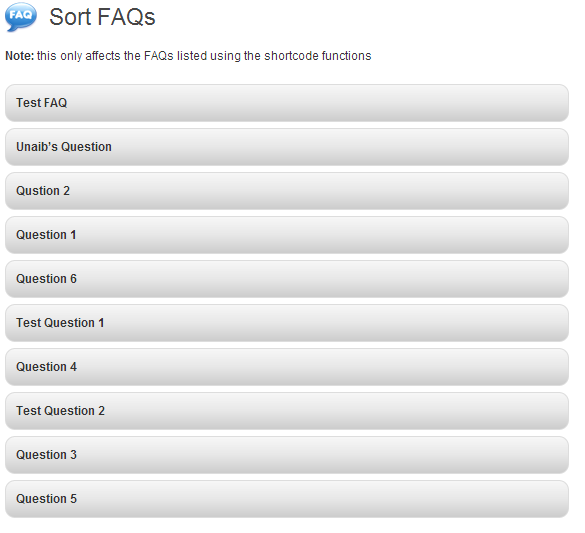 FAQ
Sort FAQs
Note: this only affects the FAQs listed using the shortcode functions
Test FAQ
Unaib's Question
Qustion 2
Question 1
Question 6
Test Question 1
Question 4
Test Question 2
Question 3
Question 5